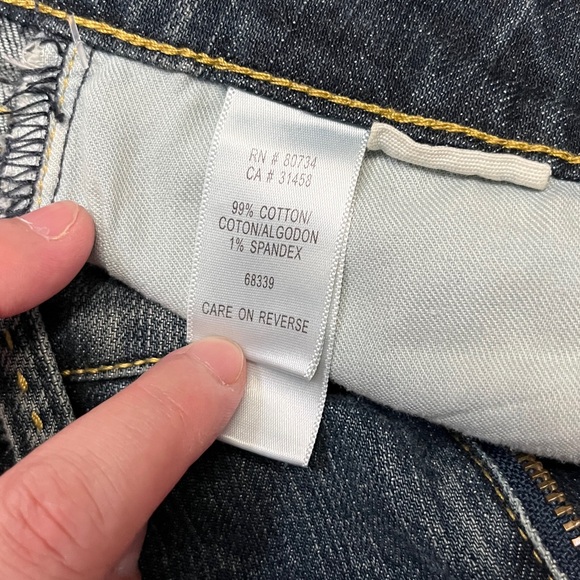 RN # 80734
CA # 31458
99% COTTON/
COTON/ALGODON
1% SPANDEX
68339
CARE ON REVERSE